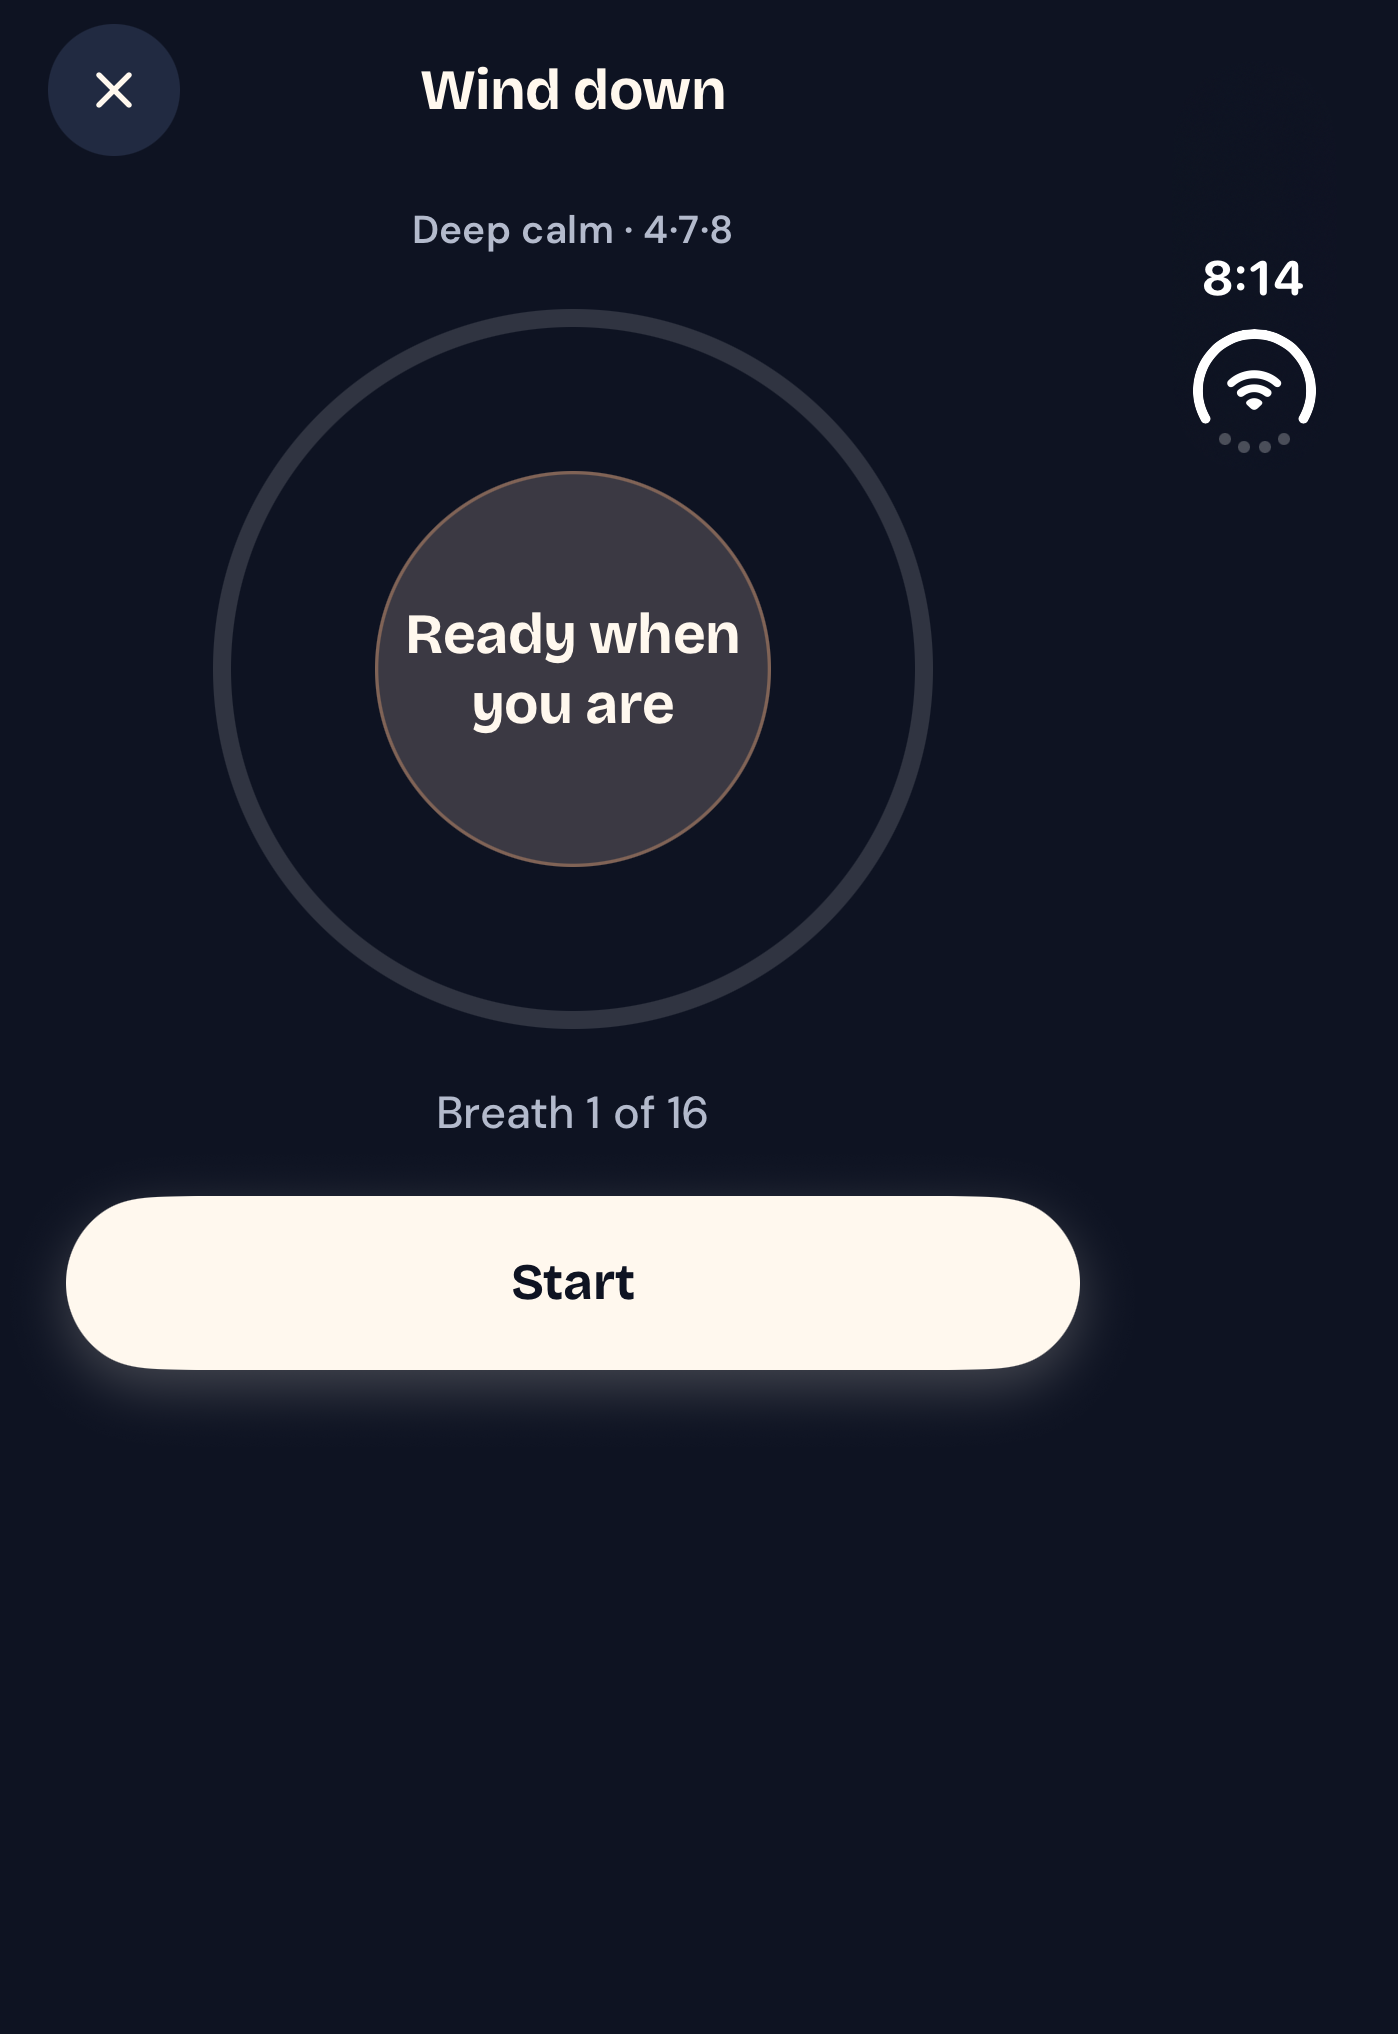 Wind down
Deep calm · 4·7·8
8:14
Ready when
you are
Breath 1 of 16
Start